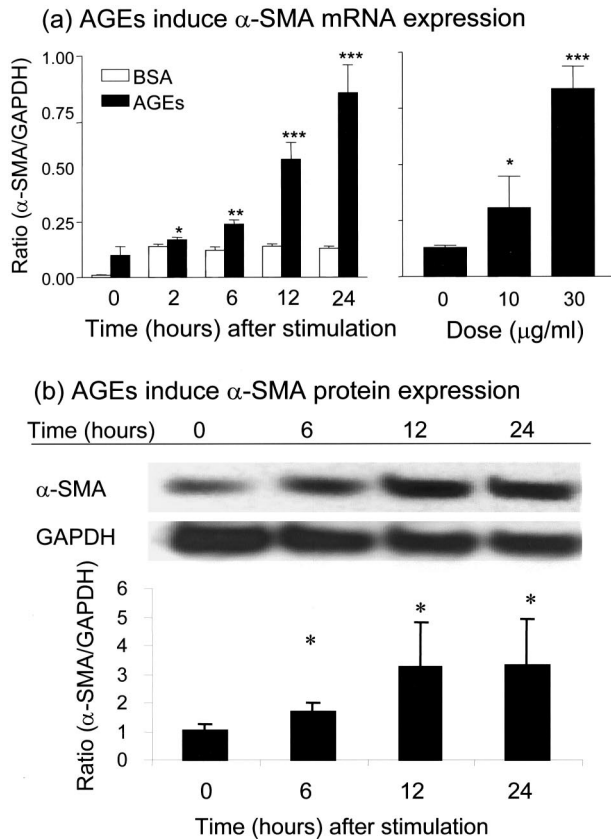 (a) AGEs induce α-SMA mRNA expression
Ratio (α-SMA/GAPDH)
1.00
0.75
0.50
0.25
0.00
BSA
AGEs
*
**
***
***
0 2 6 12 24
Time (hours) after stimulation
*
***
0 10 30
Dose (μg/ml)
(b) AGEs induce α-SMA protein expression
Time (hours) 0 6 12 24
α-SMA
GAPDH
Ratio (α-SMA/GAPDH)
6
5
4
3
2
1
0
*
*
*
0 6 12 24
Time (hours) after stimulation